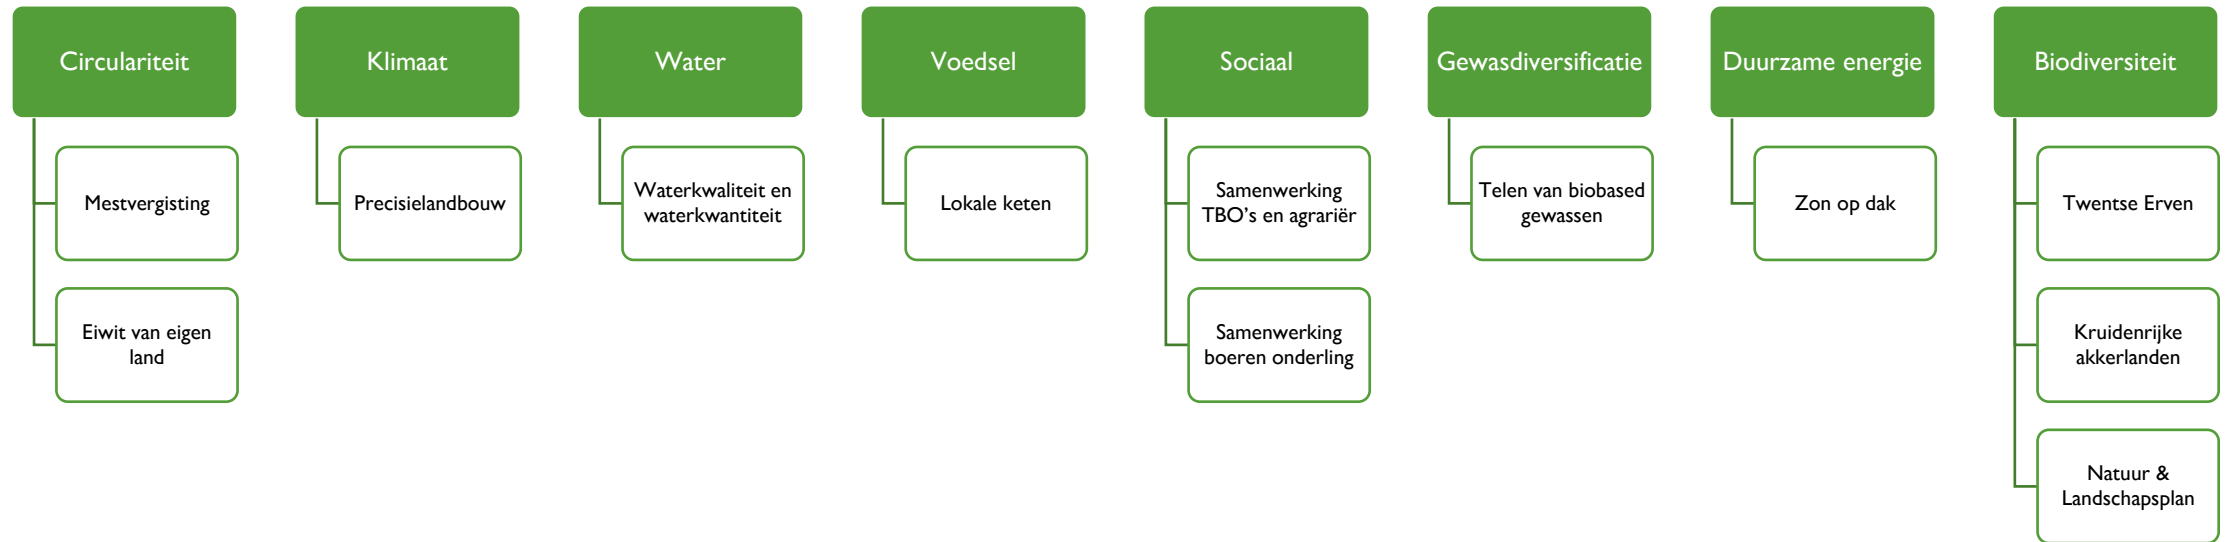 Circulariteit
Mestvergisting
Eiwit van eigen
land
Klimaat
Precisielandbouw
Water
Waterkwaliteit en
waterkwantiteit
Voedsel
Lokale keten
Sociaal
Samenwerking
TBO’s en agrariër
Samenwerking
boeren onderling
Gewasdiversificatie
Telen van biobased
gewassen
Duurzame energie
Zon op dak
Biodiversiteit
Twentse Erven
Kruidenrijke
akkerlanden
Natuur &
Landschapsplan